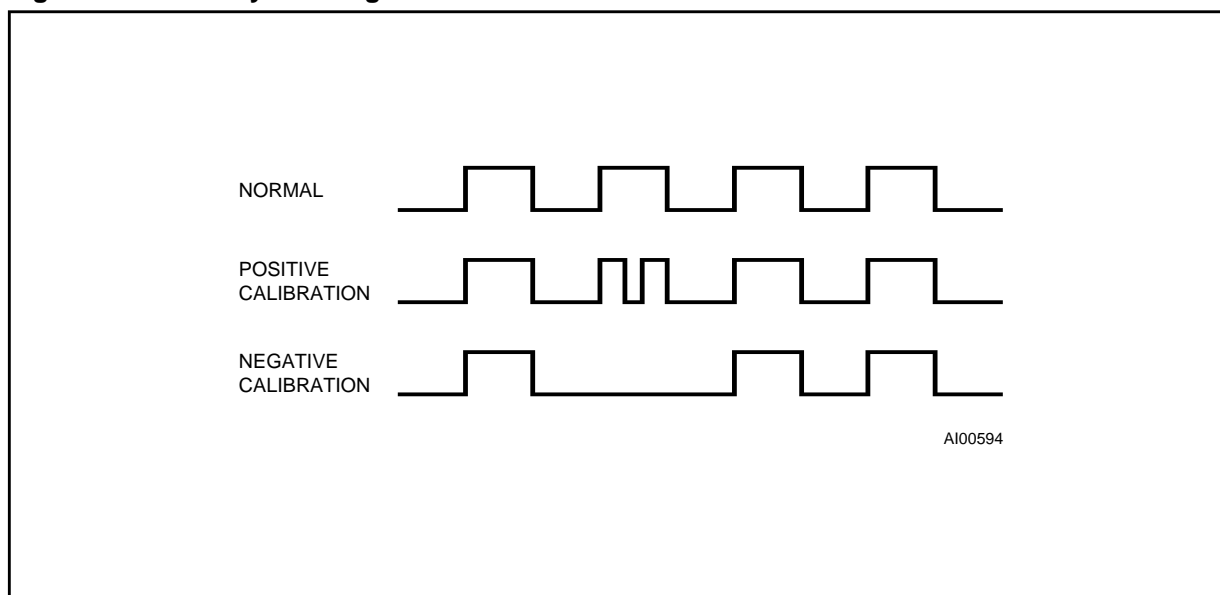 NORMAL
POSITIVE
CALIBRATION
NEGATIVE
CALIBRATION
AI00594